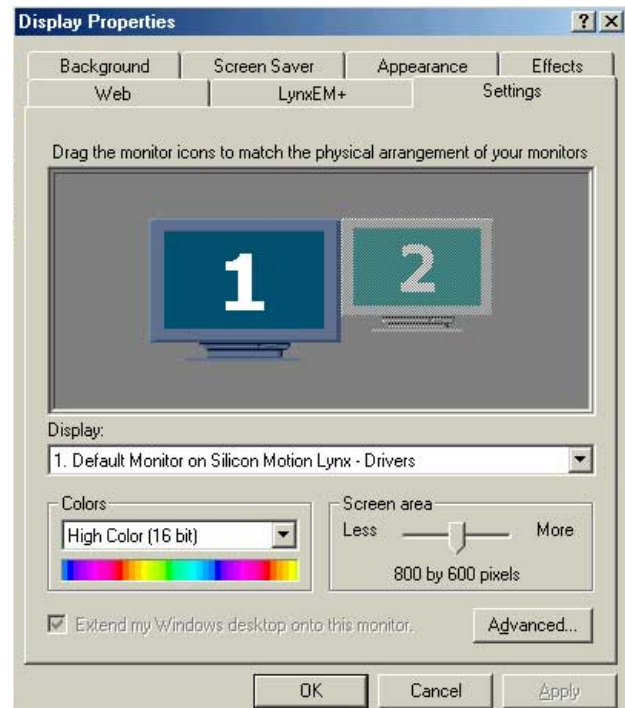 Display Properties
Background Screen Saver Appearance Effects
Web LynxEM+ Settings
Drag the monitor icons to match the physical arrangement of your monitors
1 2
Display:
1. Default Monitor on Silicon Motion Lynx - Drivers
Colors
High Color (16 bit)
Screen area
Less More
800 by 600 pixels
Extend my Windows desktop onto this monitor.
Advanced...
OK Cancel Apply